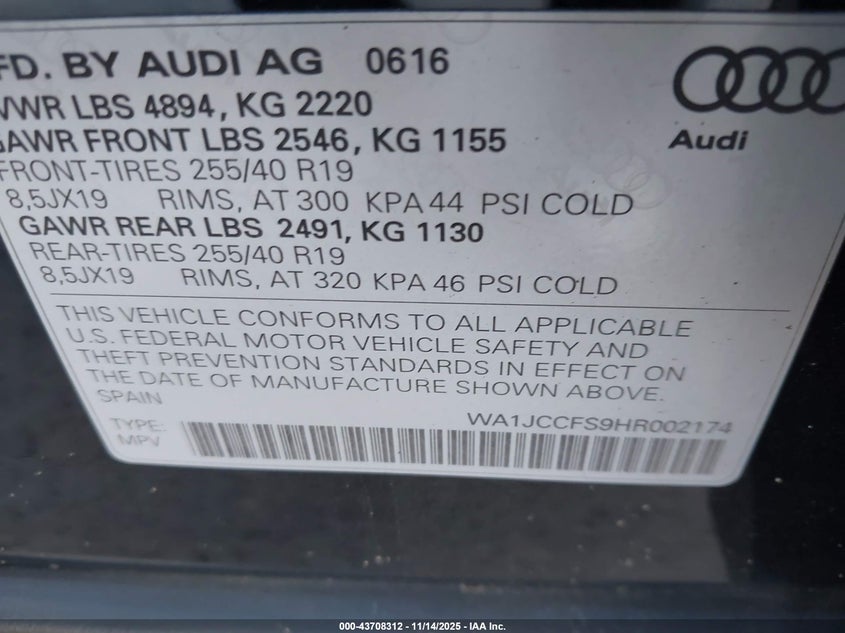 FD. BY AUDI AG 0616
VWR LBS 4894, KG 2220
GAWR FRONT LBS 2546, KG 1155
FRONT-TIRES 255/40 R19
8,5JX19 RIMS, AT 300 KPA 44 PSI COLD
GAWR REAR LBS 2491, KG 1130
REAR-TIRES 255/40 R19
8,5JX19 RIMS, AT 320 KPA 46 PSI COLD
Audi
THIS VEHICLE CONFORMS TO ALL APPLICABLE
U.S. FEDERAL MOTOR VEHICLE SAFETY AND
THEFT PREVENTION STANDARDS IN EFFECT ON
THE DATE OF MANUFACTURE SHOWN ABOVE.
SPAIN
WA1JCCFS9HR002174
TYPE:
MPV
000-43708312 - 11/14/2025 - IAA Inc.